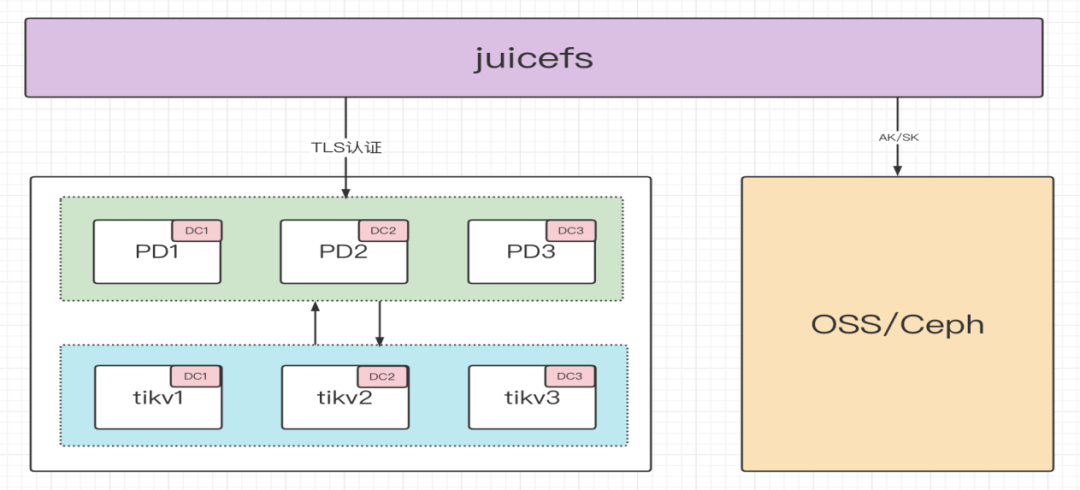 juicefs
TLS认证
AK/SK
DC1
PD1
DC2
PD2
DC3
PD3
OSS/Ceph
DC1
tikv1
DC2
tikv2
DC3
tikv3